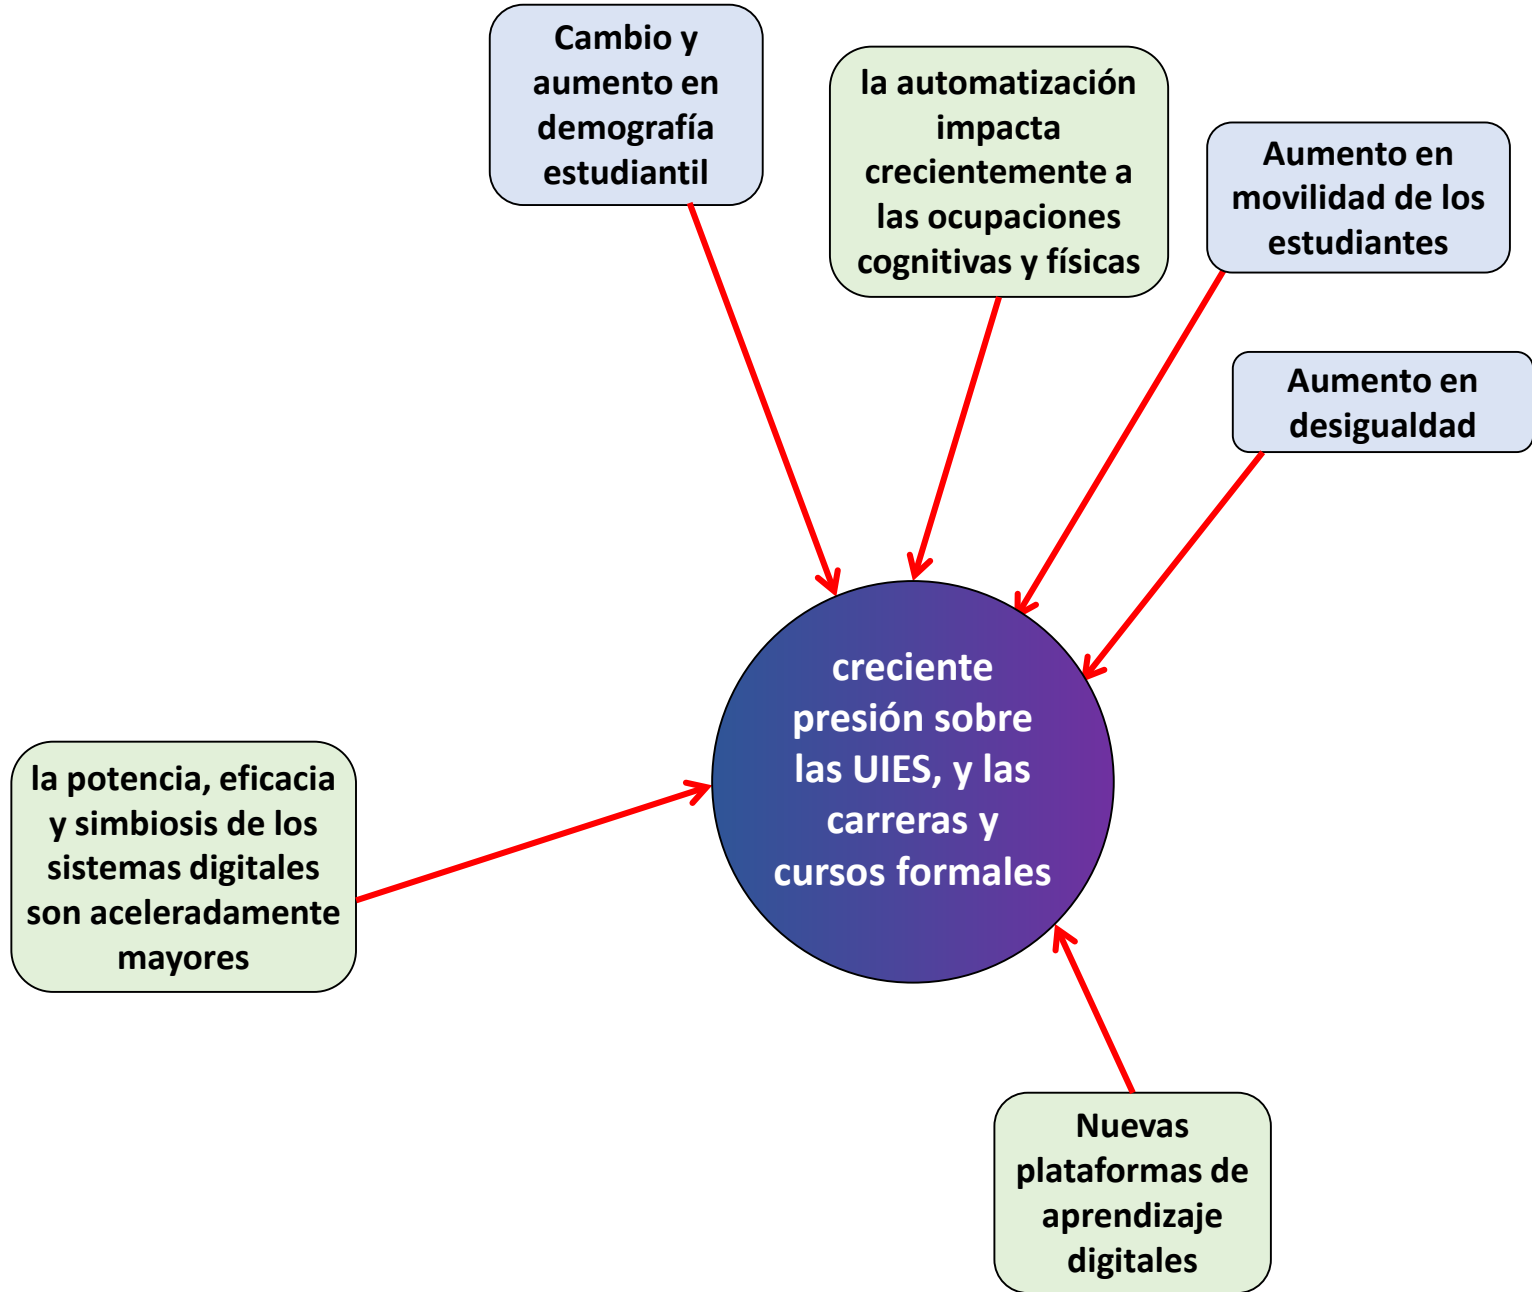 Cambio y
aumento en
demografía
estudiantil
la automatización
impacta
crecientemente a
las ocupaciones
cognitivas y físicas
Aumento en
movilidad de los
estudiantes
Aumento en
desigualdad
creciente
presión sobre
las UIES, y las
carreras y
cursos formales
la potencia, eficacia
y simbiosis de los
sistemas digitales
son aceleradamente
mayores
Nuevas
plataformas de
aprendizaje
digitales